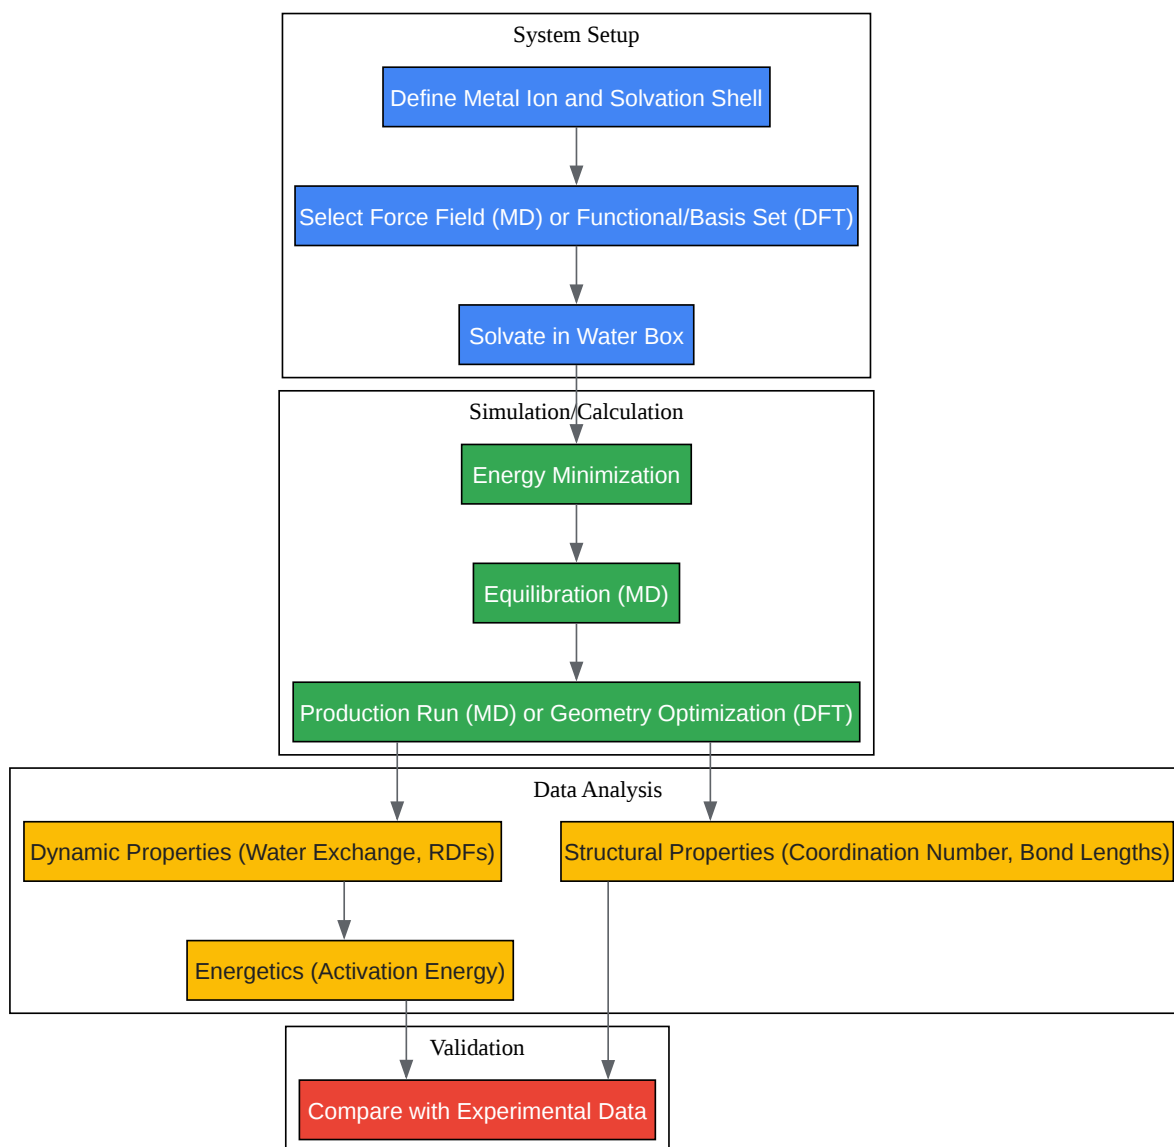 System Setup
Define Metal Ion and Solvation Shell
Select Force Field (MD) or Functional/Basis Set (DFT)
Solvate in Water Box
Simulation/Calculation
Energy Minimization
Equilibration (MD)
Production Run (MD) or Geometry Optimization (DFT)
Data Analysis
Dynamic Properties (Water Exchange, RDFs)
Structural Properties (Coordination Number, Bond Lengths)
Energetics (Activation Energy)
Validation
Compare with Experimental Data